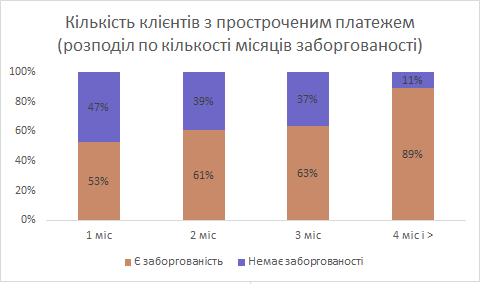 Кількість клієнтів з простроченим платежем
(розподіл по кількості місяців заборгованості)
100%
80%
60%
40%
20%
0%
47%
39%
37%
11%
53%
61%
63%
89%
1 міс
2 міс
3 міс
4 міс і >
Є заборгованість
Немає заборгованості